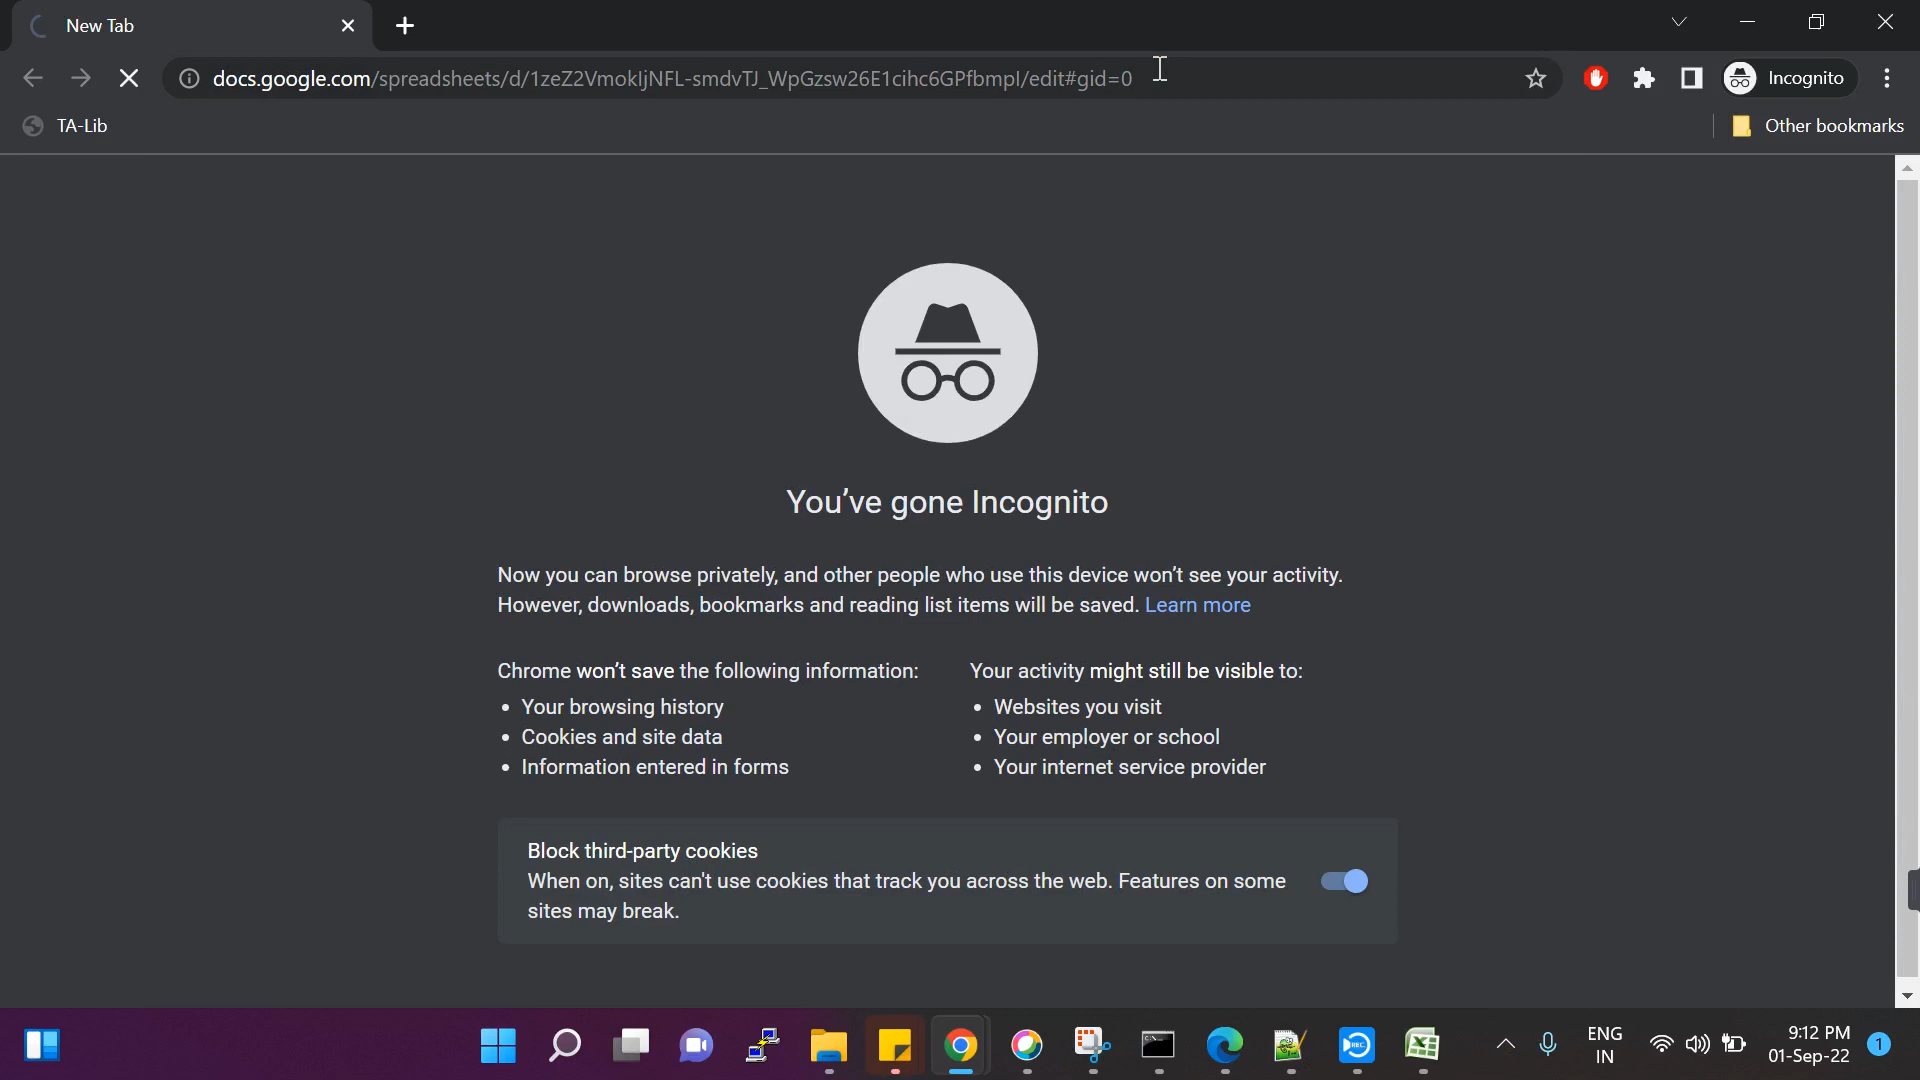 New Tab
docs.google.com/spreadsheets/d/1zeZ2VmokljNFL-smdvTJ_WpGzsw26E1cihc6GPfbmpI/edit#gid=0
Incognito
TA-Lib
Other bookmarks
You've gone Incognito
Now you can browse privately, and other people who use this device won't see your activity.
However, downloads, bookmarks and reading list items will be saved. Learn more
Chrome won't save the following information:
Your browsing history
Cookies and site data
Information entered in forms
Your activity might still be visible to:
Websites you visit
Your employer or school
Your internet service provider
Block third-party cookies
When on, sites can't use cookies that track you across the web. Features on some
sites may break.
REC
ENG
IN
9:12 PM
01-Sep-22
1